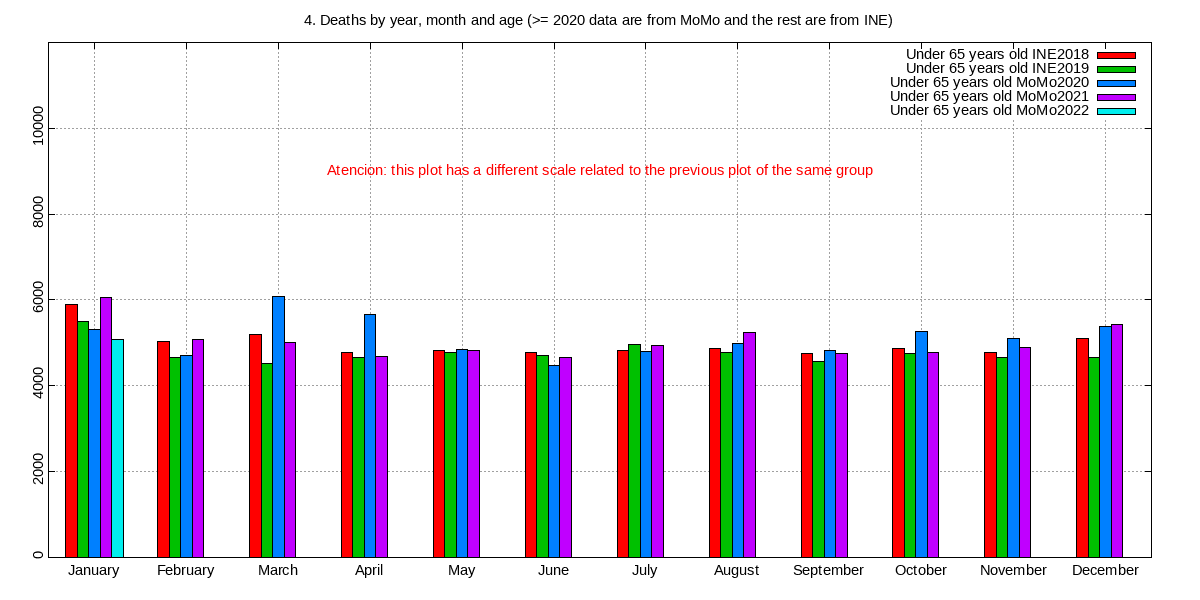 4. Deaths by year, month and age (>= 2020 data are from MoMo and the rest are from INE)
Under 65 years old INE2018
Under 65 years old INE2019
Under 65 years old MoMo2020
Under 65 years old MoMo2021
Under 65 years old MoMo2022
Atencion: this plot has a different scale related to the previous plot of the same group
10000
8000
6000
4000
2000
0
January February March April May June July August September October November December